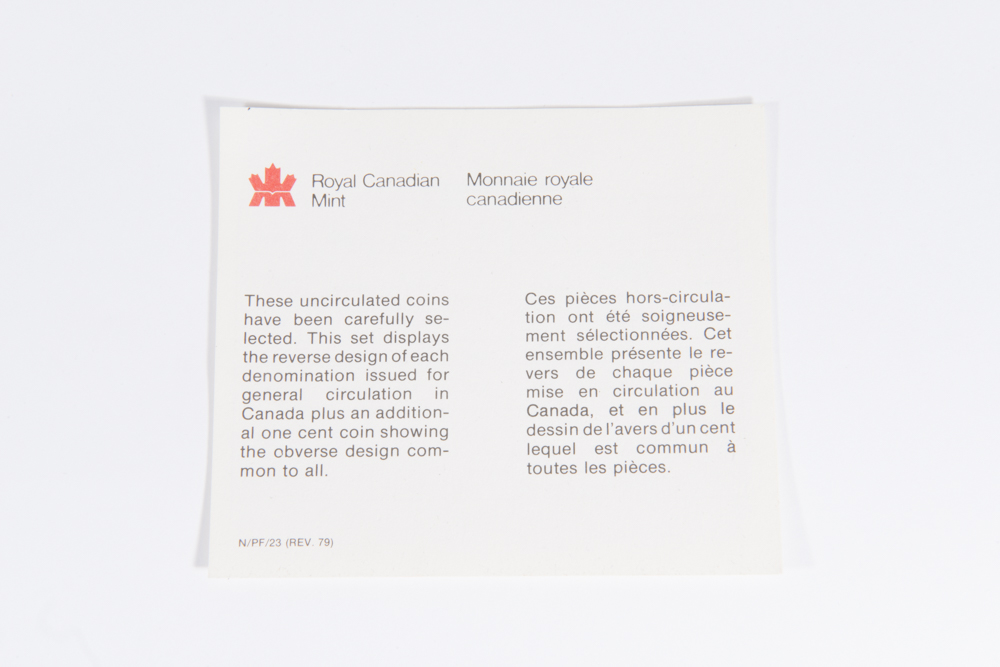 Royal Canadian
Mint
Monnaie royale
canadienne
These uncirculated coins
have been carefully se-
lected. This set displays
the reverse design of each
denomination issued for
general circulation in
Canada plus an addition-
al one cent coin showing
the obverse design com-
mon to all.
Ces pièces hors-circula-
tion ont été soigneuse-
ment sélectionnées. Cet
ensemble présente le re-
vers de chaque pièce
mise en circulation au
Canada, et en plus le
dessin de l'avers d'un cent
lequel est commun à
toutes les pièces.
N/PF/23 (REV. 79)